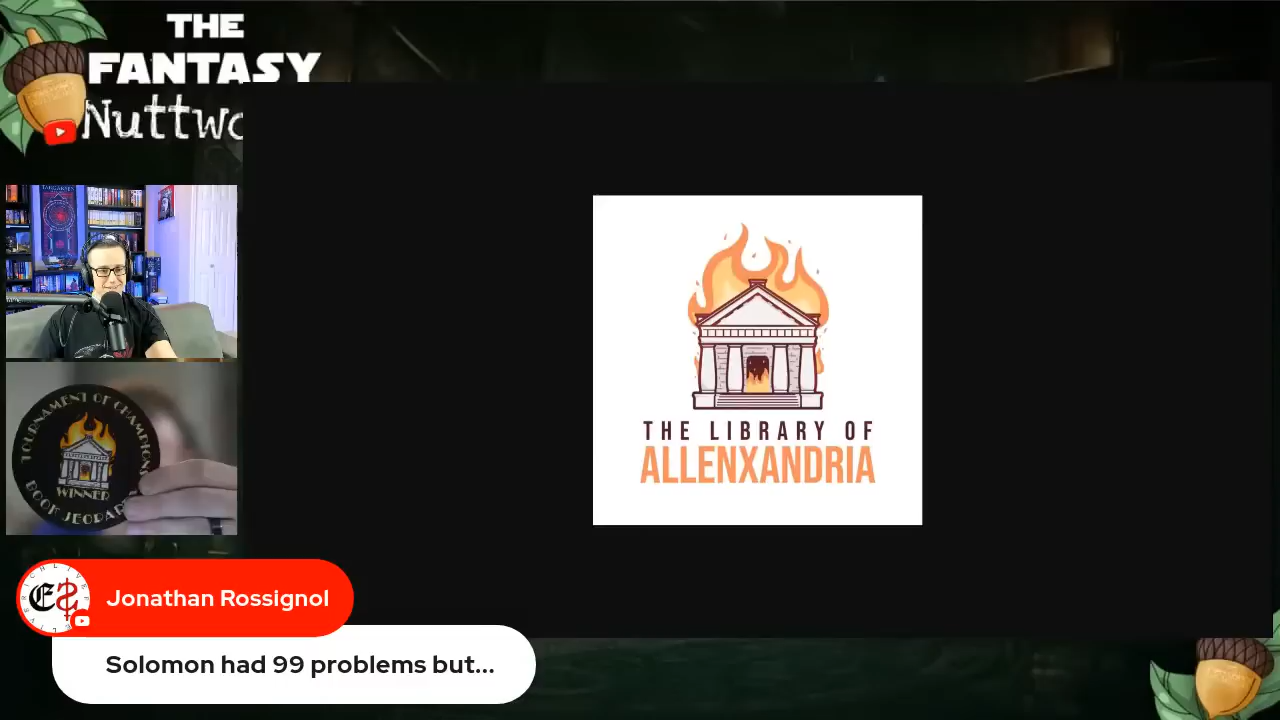 THE
FANTASY
Nuttwo
TARGARYEN
TOURNAMENT OF CHAMPIONS
WINNER
BOOK JEOPAR
THE LIBRARY OF
ALLENXANDRIA
Jonathan Rossignol
Solomon had 99 problems but...